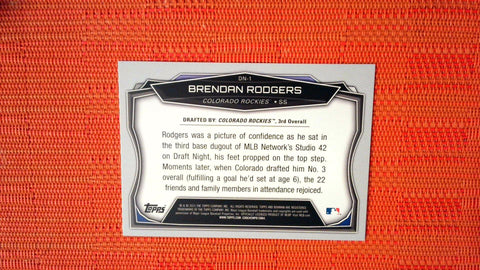 DN-1
BRENDAN RODGERS
COLORADO ROCKIES™ • SS
DRAFTED BY: COLORADO ROCKIES™, 3rd Overall
Rodgers was a picture of confidence as he sat in
the third base dugout of MLB Network's Studio 42
on Draft Night, his feet propped on the top step.
Moments later, when Colorado drafted him No. 3
overall (fulfilling a goal he'd set at age 6), the 22
friends and family members in attendance rejoiced.
Topps